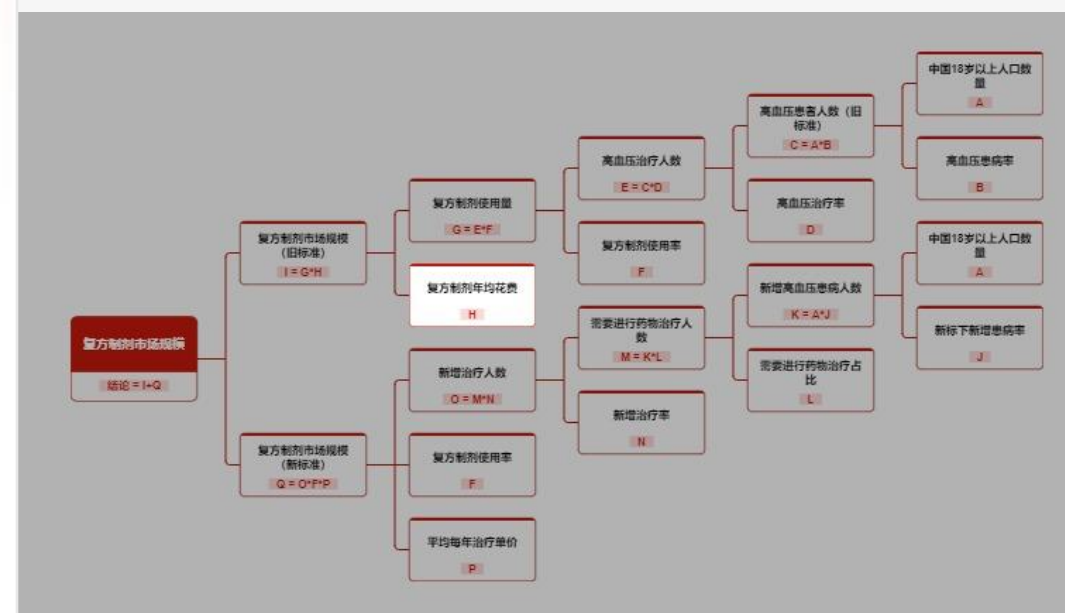 中国18岁以上人口数
量
A
高血压患者人数（旧
标准）
C = A*B
高血压患病率
B
高血压治疗人数
E = C*D
高血压治疗率
D
复方制剂使用量
G = E*F
复方制剂使用率
F
复方制剂市场规模
（旧标准）
I = G*H
复方制剂年均花费
H
中国18岁以上人口数
量
A
新增高血压患病人数
K = A*J
新标下新增患病率
J
需要进行药物治疗人
数
M = K*L
需要进行药物治疗占
比
L
复方制剂市场规模
结论 = I+Q
新增治疗人数
O = M*N
新增治疗率
N
复方制剂市场规模
（新标准）
Q = O*F*P
复方制剂使用率
F
平均每年治疗单价
P